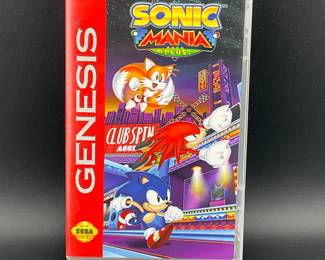 SONIC
MANIA
PLUS
GENESIS
CLUB SPIN
SEGA